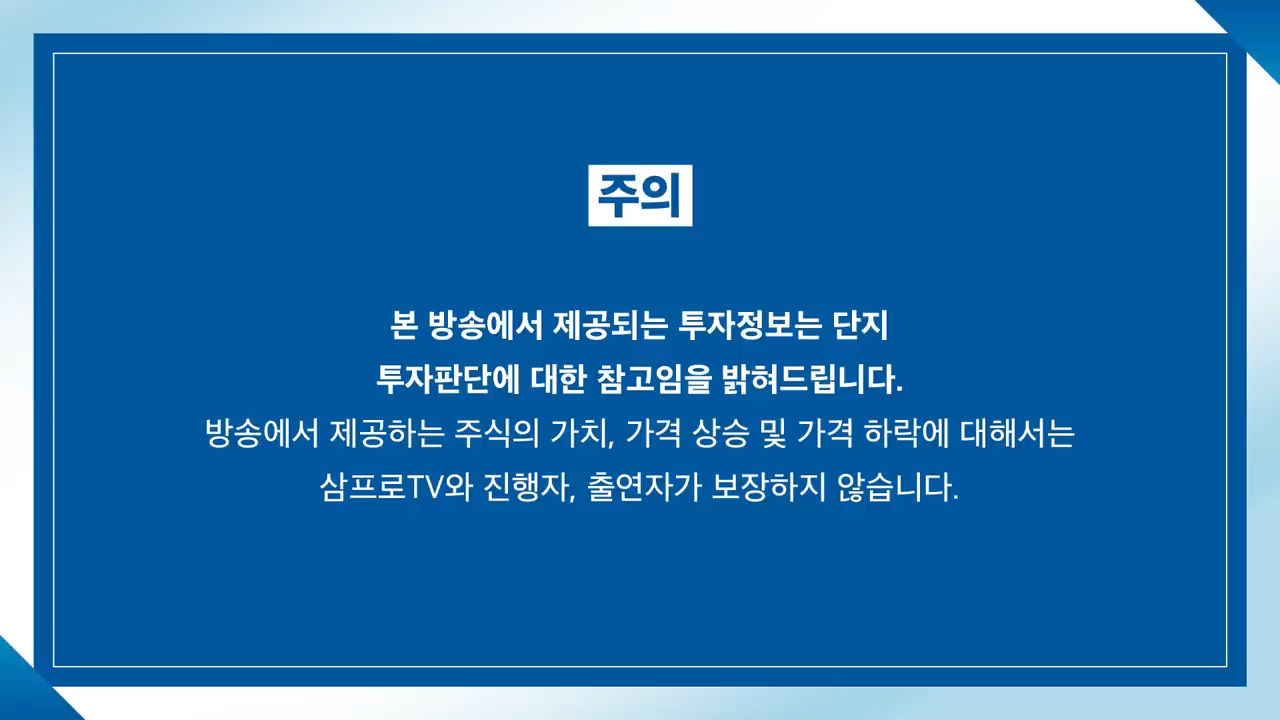 주의
본 방송에서 제공되는 투자정보는 단지
투자판단에 대한 참고임을 밝혀드립니다.
방송에서 제공하는 주식의 가치, 가격 상승 및 가격 하락에 대해서는
삼프로TV와 진행자, 출연자가 보장하지 않습니다.